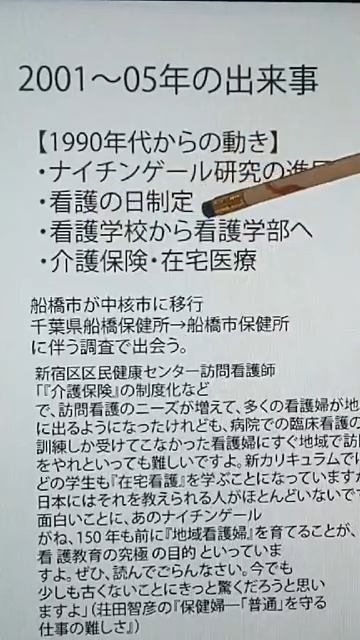 2001～05年の出来事
【1990年代からの動き】
・ナイチンゲール研究の進展
・看護の日制定
・看護学校から看護学部へ
・介護保険・在宅医療
船橋市が中核市に移行
千葉県船橋保健所→船橋市保健所
に伴う調査で出会う。
新宿区区民健康センター訪問看護師
「『介護保険』の制度化など
で、訪問看護のニーズが増えて、多くの看護婦が地
に出るようになったけれども、病院での臨床看護の
訓練しか受けてこなかった看護婦にすぐ地域で訪
をやれといっても難しいですよ。新カリキュラムで
どの学生も『在宅看護』を学ぶことになっています
日本にはそれを教えられる人がほとんどいないで
面白いことに、あのナイチンゲール
がね、150 年も前に『地域看護婦』を育てることが、
看 護教育の究極 の目的 といっていま
すよ。ぜひ、読んでごらんなさい。今でも
少しも古くないことにきっと驚くだろうと思い
ますよ」（荘田智彦の『保健婦―「普通」を守る
仕事の難しさ』）